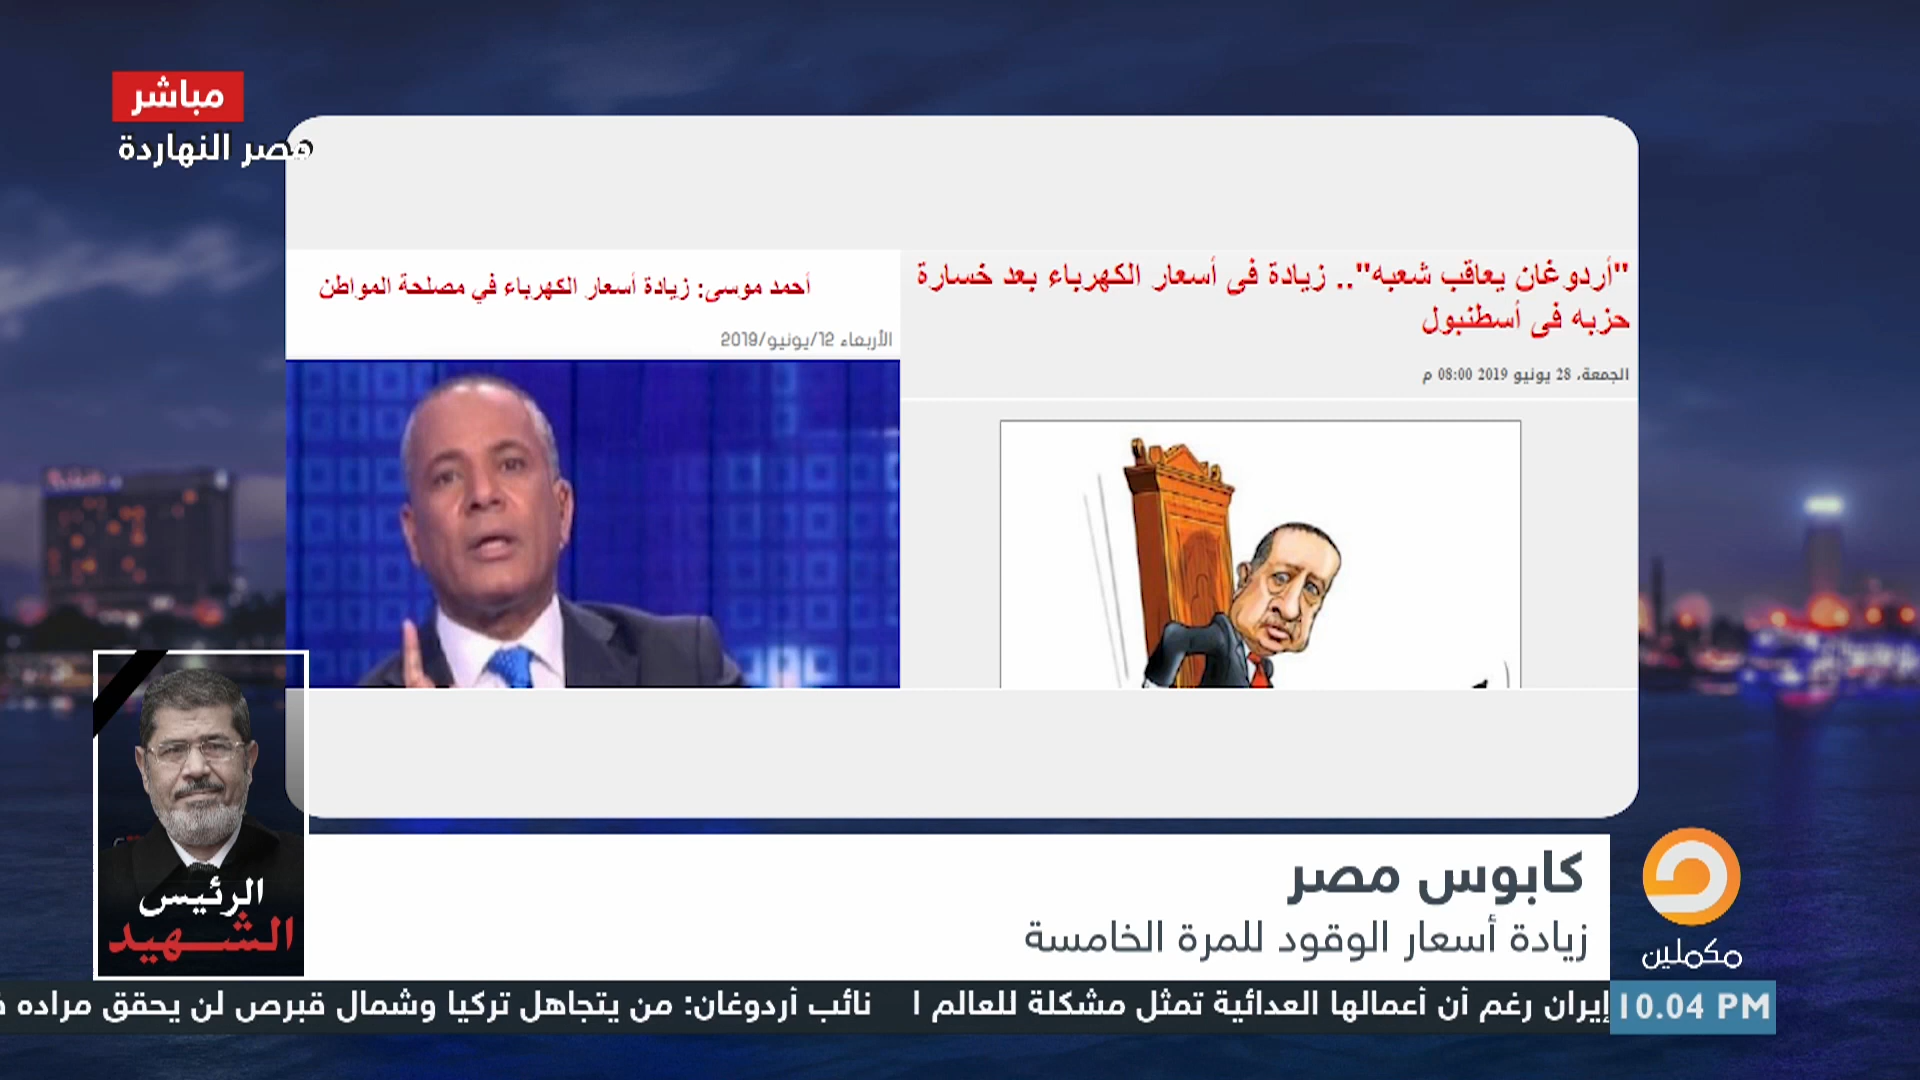 مباشر
مصر النهاردة
"أردوغان يعاقب شعبه".. زيادة فى أسعار الكهرباء بعد خسارة
حزبه فى أسطنبول
الجمعة، 28 يونيو 2019 08:00 م
أحمد موسى: زيادة أسعار الكهرباء في مصلحة المواطن
الأربعاء 12/يونيو/2019
الرئيس
الشهيد
كابوس مصر
زيادة أسعار الوقود للمرة الخامسة
مكملين
10.04 PM
إيران رغم أن أعمالها العدائية تمثل مشكلة للعالم ا نائب أردوغان: من يتجاهل تركيا وشمال قبرص لن يحقق مراده